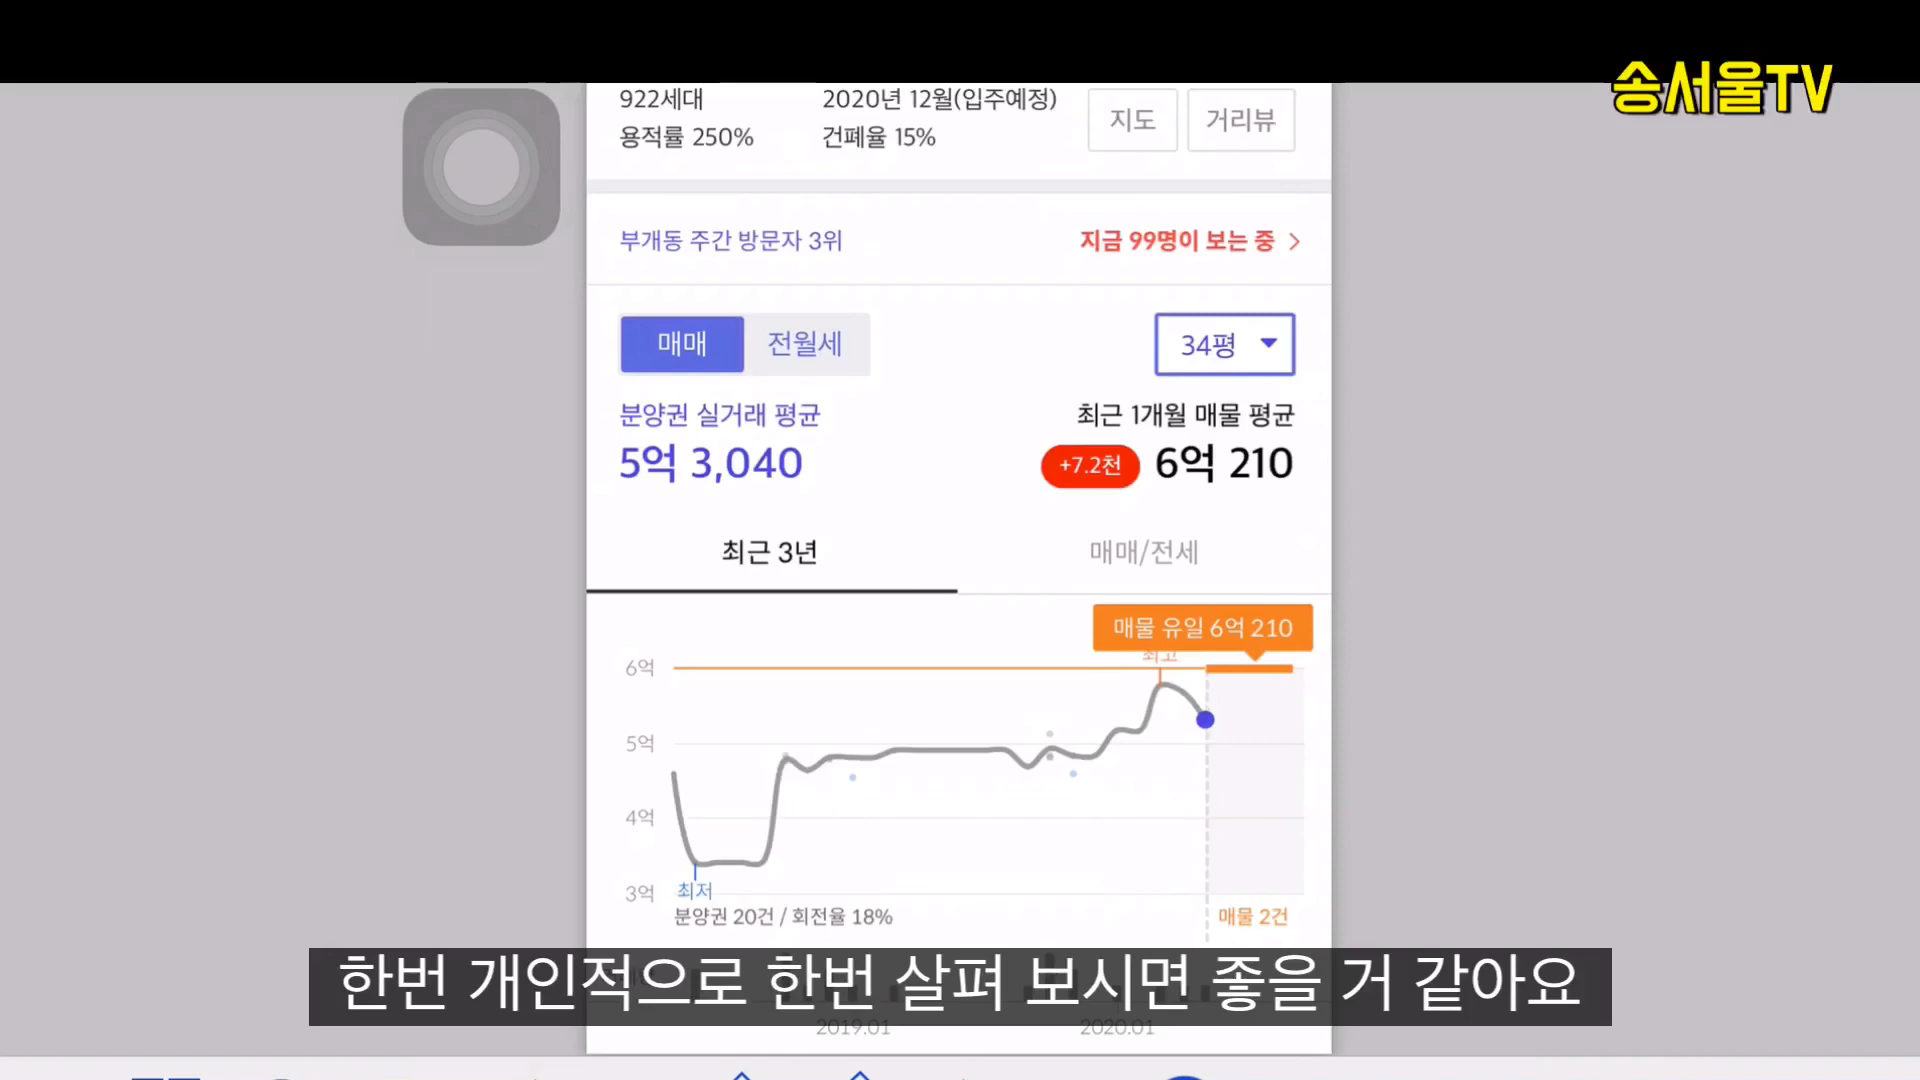 송서울TV
922세대 2020년 12월(입주예정)
용적률 250% 건폐율 15%
지도 거리뷰
부개동 주간 방문자 3위 지금 99명이 보는 중
매매 전월세 34평
분양권 실거래 평균 최근 1개월 매물 평균
5억 3,040 +7.2천 6억 210
최근 3년 매매/전세
매물 유일 6억 210
최고
6억
5억
4억
3억
최저
분양권 20건 / 회전율 18% 매물 2건
한번 개인적으로 한번 살펴 보시면 좋을 거 같아요
2019.01 2020.01